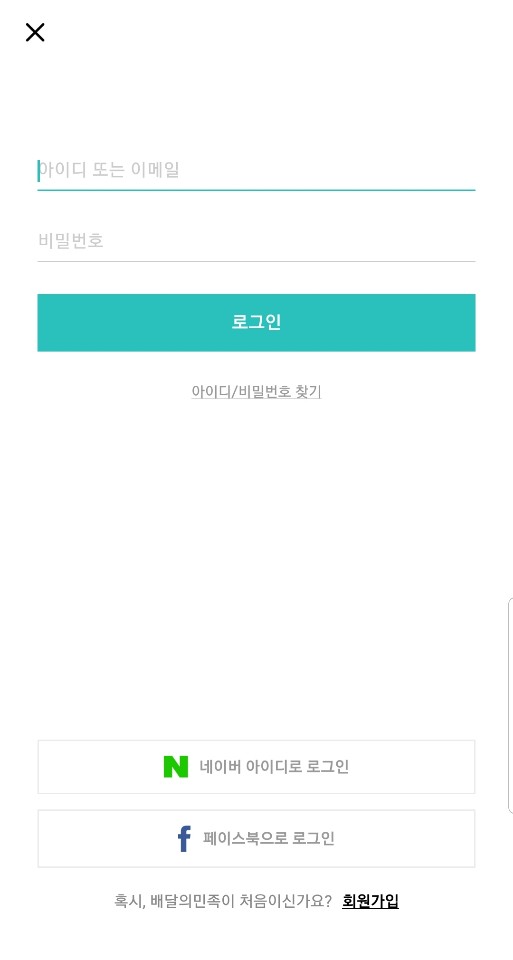 아이디 또는 이메일
비밀번호
로그인
아이디/비밀번호 찾기
네이버 아이디로 로그인
페이스북으로 로그인
혹시, 배달의민족이 처음이신가요? 회원가입